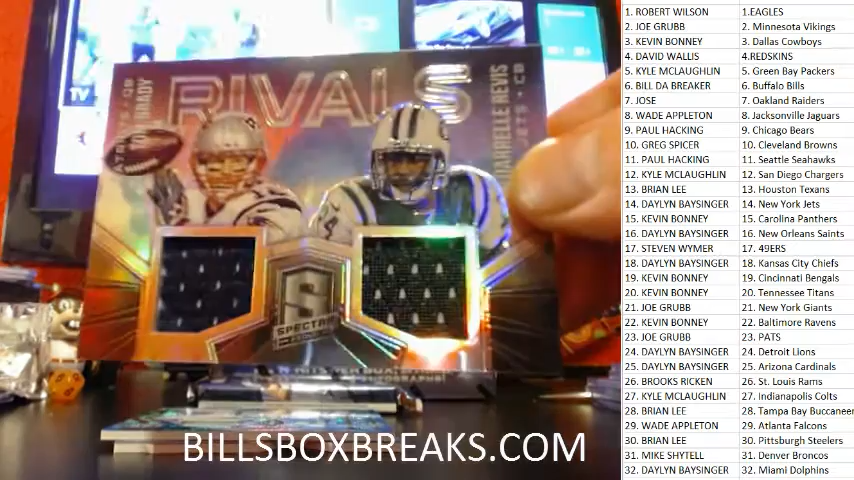 RIVALS
PATRIOTS • QB
TOM BRADY
DARRELLE REVIS
JETS • CB
TV
S
SPECTRA
BILLSBOXBREAKS.COM
1. ROBERT WILSON 1.EAGLES
2. JOE GRUBB 2. Minnesota Vikings
3. KEVIN BONNEY 3. Dallas Cowboys
4. DAVID WALLIS 4.REDSKINS
5. KYLE MCLAUGHLIN 5. Green Bay Packers
6. BILL DA BREAKER 6. Buffalo Bills
7. JOSE 7. Oakland Raiders
8. WADE APPLETON 8. Jacksonville Jaguars
9. PAUL HACKING 9. Chicago Bears
10. GREG SPICER 10. Cleveland Browns
11. PAUL HACKING 11. Seattle Seahawks
12. KYLE MCLAUGHLIN 12. San Diego Chargers
13. BRIAN LEE 13. Houston Texans
14. DAYLYN BAYSINGER 14. New York Jets
15. KEVIN BONNEY 15. Carolina Panthers
16. DAYLYN BAYSINGER 16. New Orleans Saints
17. STEVEN WYMER 17. 49ERS
18. DAYLYN BAYSINGER 18. Kansas City Chiefs
19. KEVIN BONNEY 19. Cincinnati Bengals
20. KEVIN BONNEY 20. Tennessee Titans
21. JOE GRUBB 21. New York Giants
22. KEVIN BONNEY 22. Baltimore Ravens
23. JOE GRUBB 23. PATS
24. DAYLYN BAYSINGER 24. Detroit Lions
25. DAYLYN BAYSINGER 25. Arizona Cardinals
26. BROOKS RICKEN 26. St. Louis Rams
27. KYLE MCLAUGHLIN 27. Indianapolis Colts
28. BRIAN LEE 28. Tampa Bay Buccaneer
29. WADE APPLETON 29. Atlanta Falcons
30. BRIAN LEE 30. Pittsburgh Steelers
31. MIKE SHYTELL 31. Denver Broncos
32. DAYLYN BAYSINGER 32. Miami Dolphins